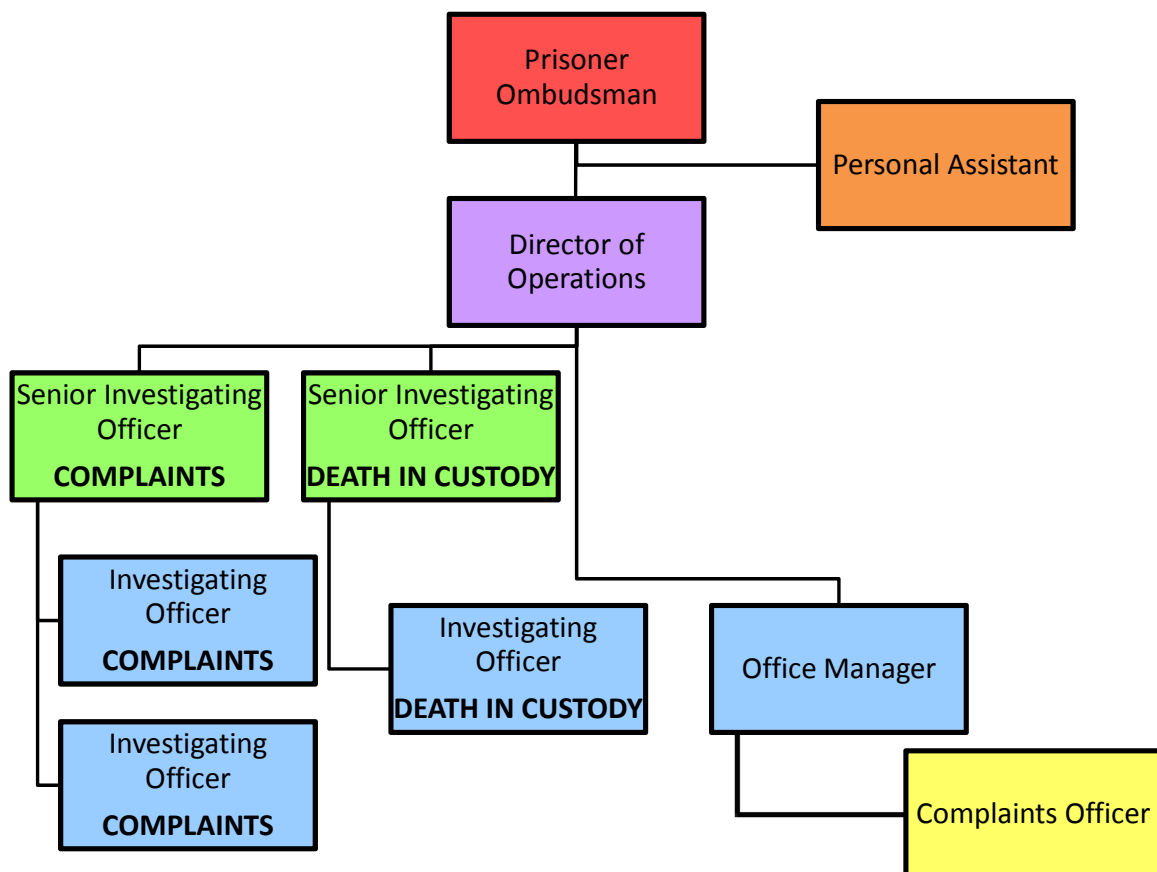 Prisoner
Ombudsman
Personal Assistant
Director of
Operations
Senior Investigating
Officer
COMPLAINTS
Senior Investigating
Officer
DEATH IN CUSTODY
Investigating
Officer
COMPLAINTS
Investigating
Officer
DEATH IN CUSTODY
Office Manager
Investigating
Officer
COMPLAINTS
Complaints Officer